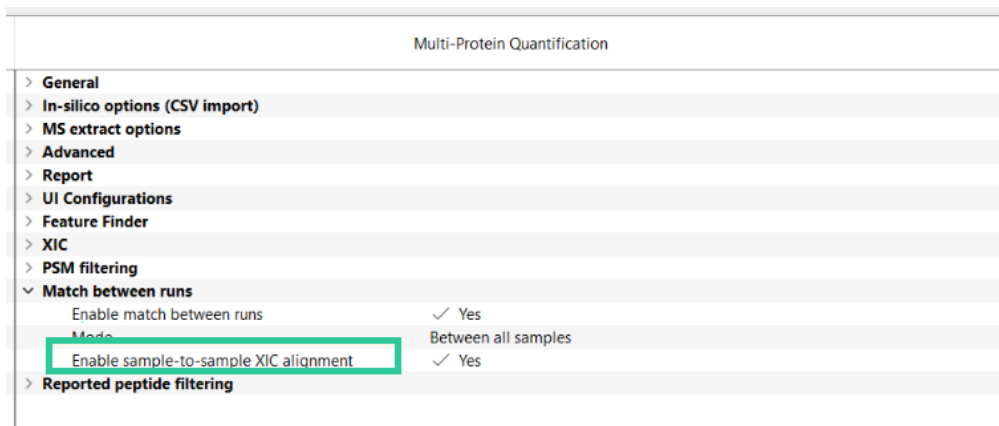 Multi-Protein Quantification
General
In-silico options (CSV import)
MS extract options
Advanced
Report
UI Configurations
Feature Finder
XIC
PSM filtering
Match between runs
Enable match between runs Yes
Mode Between all samples
Enable sample-to-sample XIC alignment Yes
Reported peptide filtering